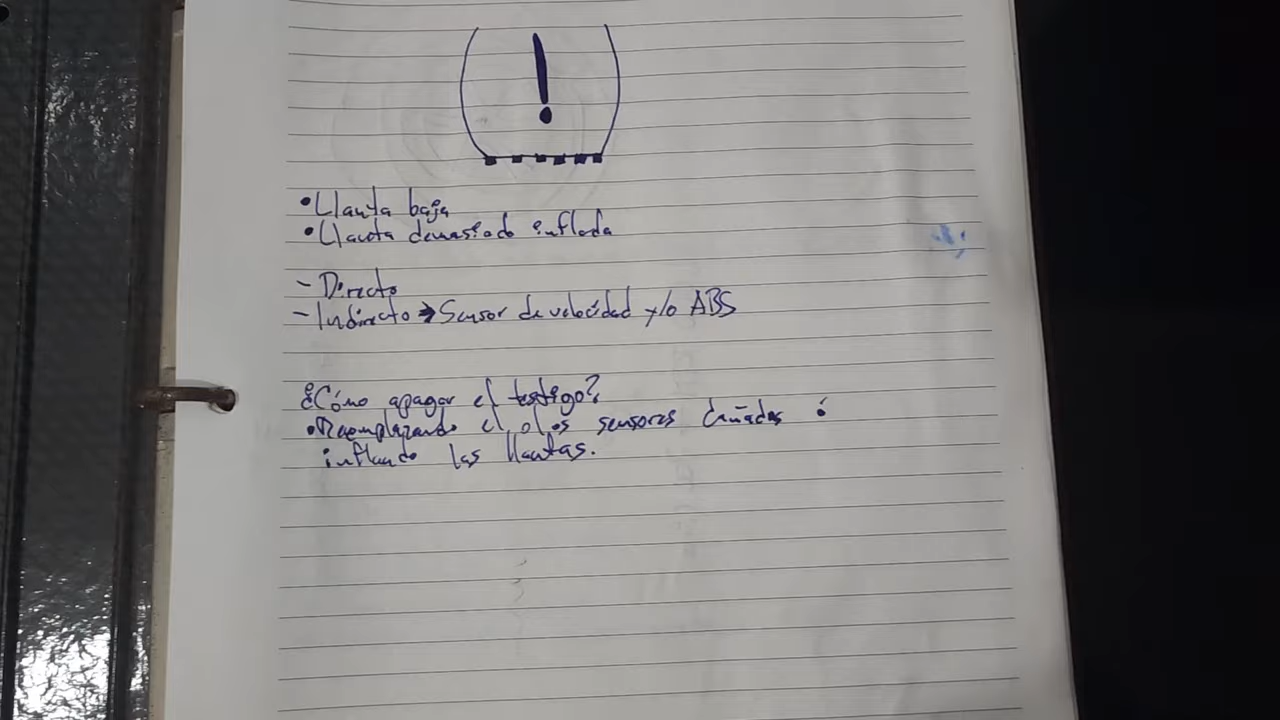 !
•Llanta baja
•Llanta demasiado inflada
- Directo
- Indirecto → Sensor de velocidad y/o ABS
¿Cómo apagar el testigo?
•Reemplazando el o los sensores dañados ó
inflando las llantas.